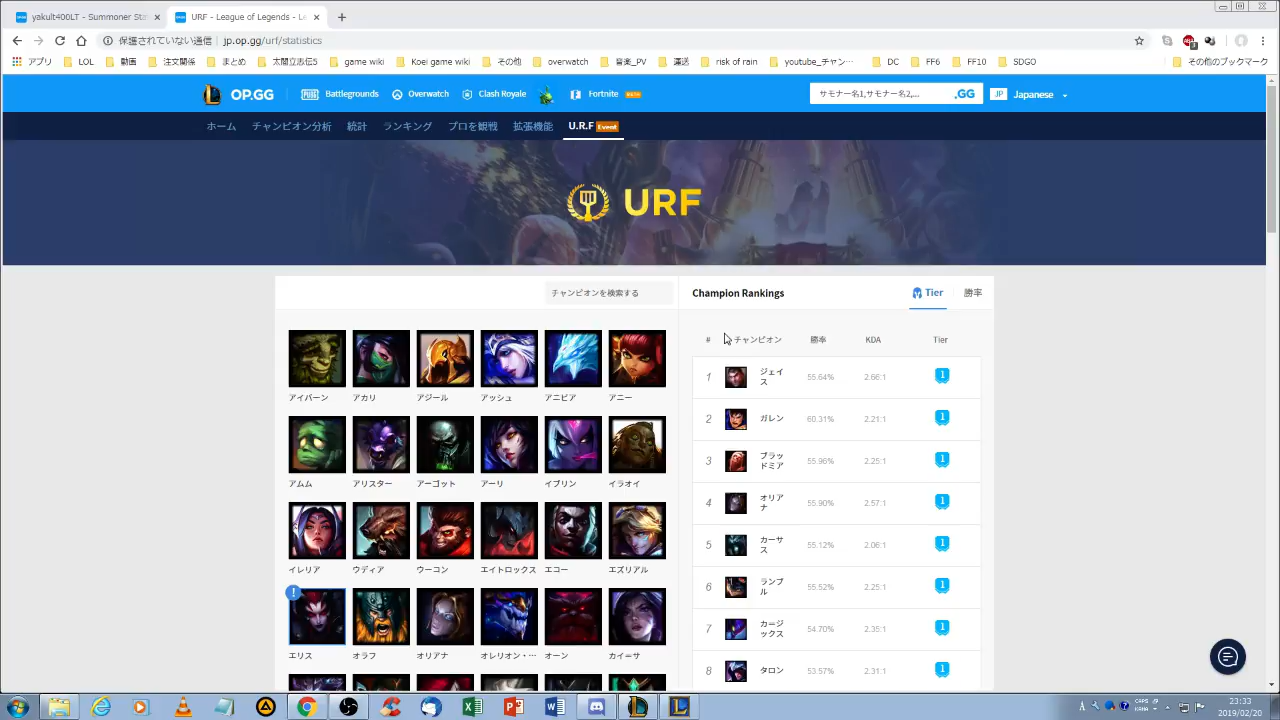 yakult400LT - Summoner Sta
URF - League of Legends - Le
保護されていない通信 | jp.op.gg/urf/statistics
アプリ LOL 動画 注文関係 まとめ 太閤立志伝5 game wiki Koei game wiki その他 overwatch 音楽_PV 運送 risk of rain youtube_チャン… DC FF6 FF10 SDGO その他のブックマーク
OP.GG Battlegrounds Overwatch Clash Royale Fortnite BETA サモナー名1,サモナー名2,... .GG JP Japanese
ホーム チャンピオン分析 統計 ランキング プロを観戦 拡張機能 U.R.F Event
URF
チャンピオンを検索する
アイバーン アカリ アジール アッシュ アニビア アニー
アムム アリスター アーゴット アーリ イブリン イラオイ
イレリア ウディア ウーコン エイトロックス エコー エズリアル
エリス オラフ オリアナ オレリオン・… オーン カイ=サ
Champion Rankings Tier 勝率
# チャンピオン 勝率 KDA Tier
1 ジェイス 55.64% 2.66:1 1
2 ガレン 60.31% 2.21:1 1
3 ブラッドミア 55.96% 2.25:1 1
4 オリアナ 55.90% 2.57:1 1
5 カーサス 55.12% 2.06:1 1
6 ランブル 55.52% 2.25:1 1
7 カージックス 54.70% 2.35:1 1
8 タロン 53.57% 2.31:1 1
CAPS
KANA
23:33
2019/02/20